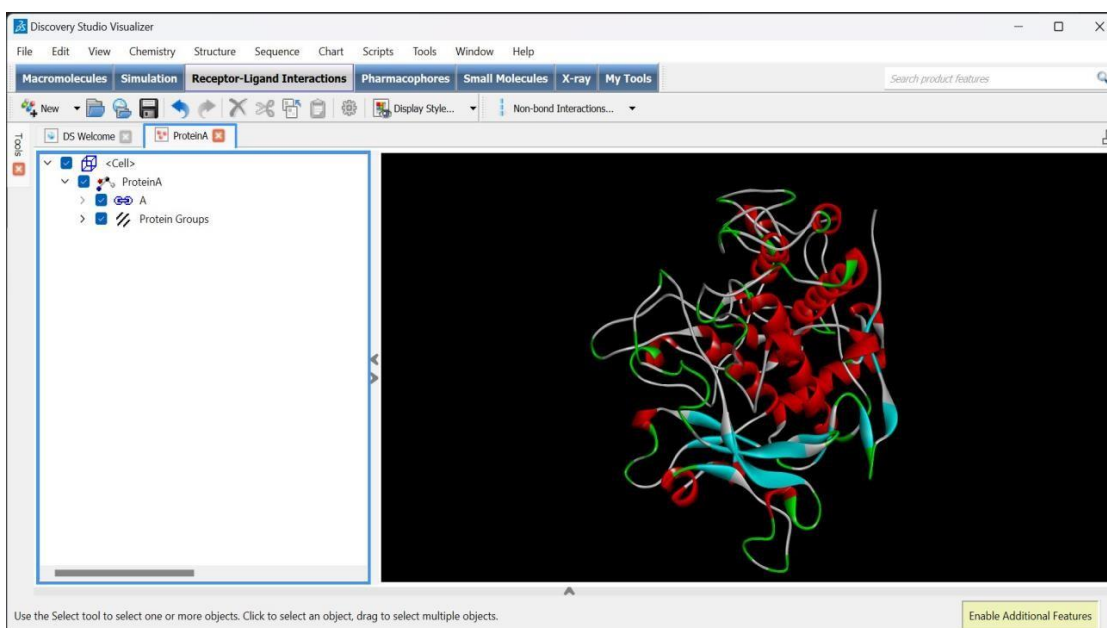 Discovery Studio Visualizer
File Edit View Chemistry Structure Sequence Chart Scripts Tools Window Help
Macromolecules Simulation Receptor-Ligand Interactions Pharmacophores Small Molecules X-ray My Tools Search product features
New Display Style... Non-bond Interactions...
Tools
DS Welcome ProteinA
<Cell>
ProteinA
A
Protein Groups
Use the Select tool to select one or more objects. Click to select an object, drag to select multiple objects. Enable Additional Features